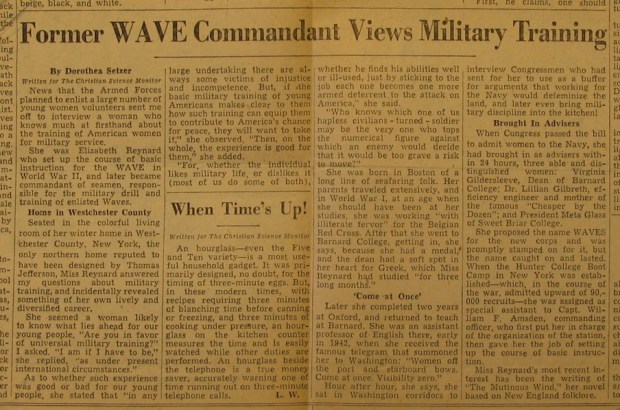 beige, black, and white.
First, he claims, one should
Former WAVE Commandant Views Military Training
By Dorothea Setzer
Written for The Christian Science Monitor
News that the Armed Forces
planned to enlist a large number of
young women volunteers sent me
off to interview a woman who
knows much at firsthand about
the training of American women
for military service.
She was Elizabeth Reynard
who set up the course of basic
instruction for the WAVE in
World War II, and later became
commandant of seamen, respon-
sible for the military drill and
training of enlisted Waves.
Home in Westchester County
Seated in the colorful living
room of her winter home in West-
chester County, New York, the
only northern home reputed to
have been designed by Thomas
Jefferson, Miss Reynard answered
my questions about military
training, and incidentally revealed
something of her own lively and
diversified career.
She seemed a woman likely
to know what lies ahead for our
young people. "Are you in favor
of universal military training?"
I asked. "I am if I have to be,"
she replied, "as under present
international circumstances."
As to whether such experience
was good or bad for our young
people, she stated that "in any
large undertaking there are al-
ways some victims of injustice
and incompetence. But, if the
basic military training of young
Americans makes clear to them
how such training can equip them
to contribute to America's chance
for peace, they will want to take
it," she observed. "Then, on the
whole, the experience is good for
them," she added.
"For, whether the individual
likes military life, or dislikes it
(most of us do some of both),
When Time's Up!
Written for The Christian Science Monitor
An hourglass—even the Five
and Ten variety—is a most use-
ful household gadget. It was pri-
marily designed, no doubt, for the
timing of three-minute eggs. But,
in these modern times, with
recipes requiring three minutes
of blanching time before canning
or freezing, and three minutes of
cooking under pressure, an hour-
glass on the kitchen counter
measures the time and is easily
watched while other duties are
performed. An hourglass beside
the telephone is a true money
saver, accurately warning one of
time running out on three-minute
telephone calls. L. W.
whether he finds his abilities well
or ill-used, just by sticking to the
job each one becomes one more
armed deterrent to the attack on
America," she said.
"Who knows which one of us
hapless civilians-turned-soldier
may be the very one who tops
the numerical figure against
which an enemy would decide
that it would be too grave a risk
to move?"
She was born in Boston of a
long line of seafaring folk. Her
parents traveled extensively, and
in World War I, at an age when
she should have been at her
studies, she was working "with
illiterate fervor" for the Belgian
Red Cross. After that she went to
Barnard College, getting in, she
says, because she had a medal,
and the dean had a soft spot in
her heart for Greek, which Miss
Reynard had studied "for three
long months."
'Come at Once'
Later she completed two years
at Oxford, and returned to teach
at Barnard. She was an assistant
professor of English there, early
in 1942, when she received the
famous telegram that summoned
her to Washington: "Women off
the port and starboard bows.
Come at once. Visibility zero."
Hour after hour, she says, she
sat in Washington corridors to
interview Congressmen who had
sent for her to use as a buffer
for arguments that working for
the Navy would defeminize the
land, and later even bring mili-
tary discipline into the kitchen!
Brought In Advisers
When Congress passed the bill
to admit women to the Navy, she
had brought in as advisers with-
in 24 hours, three able and dis-
tinguished women: Virginia
Gildersleeve, Dean of Barnard
College; Dr. Lillian Gilbreth, ef-
ficiency engineer and mother of
the famous "Cheaper by the
Dozen"; and President Meta Glass
of Sweet Briar College.
She proposed the name WAVES
for the new corps and was
promptly stamped on for it, but
the name caught on and lasted.
When the Hunter College Boot
Camp in New York was estab-
lished—which, in the course of
the war, admitted upward of 90,-
000 recruits—she was assigned as
special assistant to Capt. Wil-
liam F. Amsden, commanding
officer, who first put her in charge
of the organization of the station,
then gave her the job of setting
up the course of basic instruc-
tion.
Miss Reynard's most recent in-
terest has been the writing of
"The Mutinous Wind," her novel
based on New England folklore.